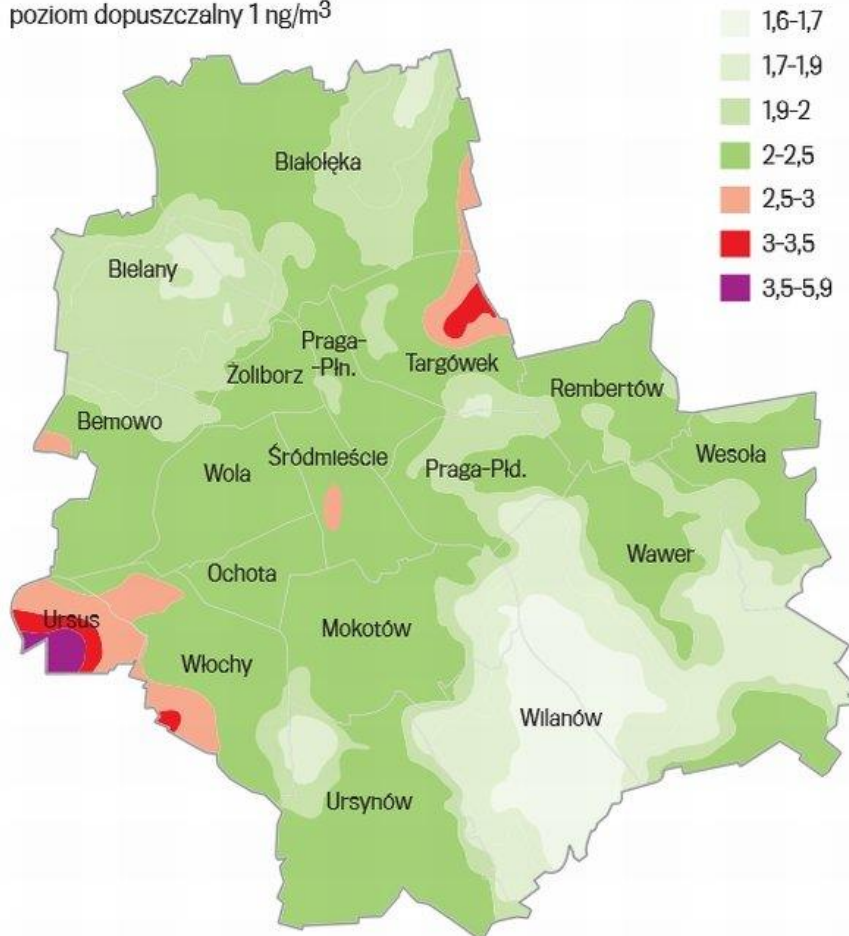 poziom dopuszczalny 1 ng/m³
1,6–1,7
1,7–1,9
1,9–2
2–2,5
2,5–3
3–3,5
3,5–5,9
Białołęka
Bielany
Praga-
-Płn.
Żoliborz
Targówek
Rembertów
Bemowo
Śródmieście
Wesoła
Wola
Praga-Płd.
Wawer
Ochota
Ursus
Mokotów
Włochy
Wilanów
Ursynów